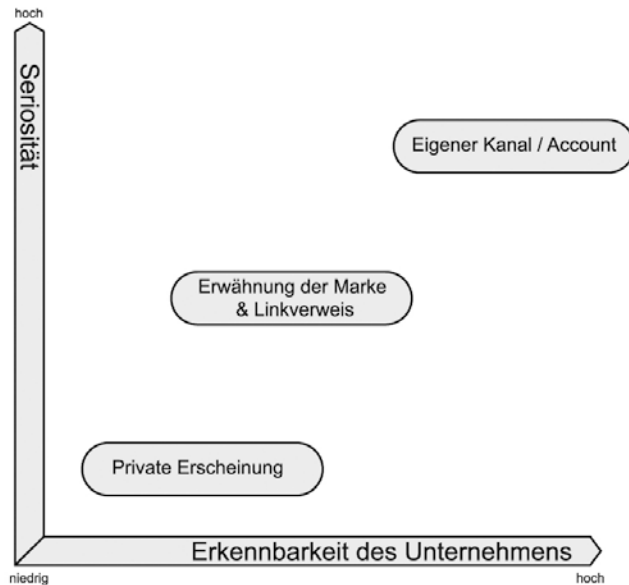 hoch
Seriosität
Eigener Kanal / Account
Erwähnung der Marke
& Linkverweis
Private Erscheinung
Erkennbarkeit des Unternehmens
niedrig
hoch